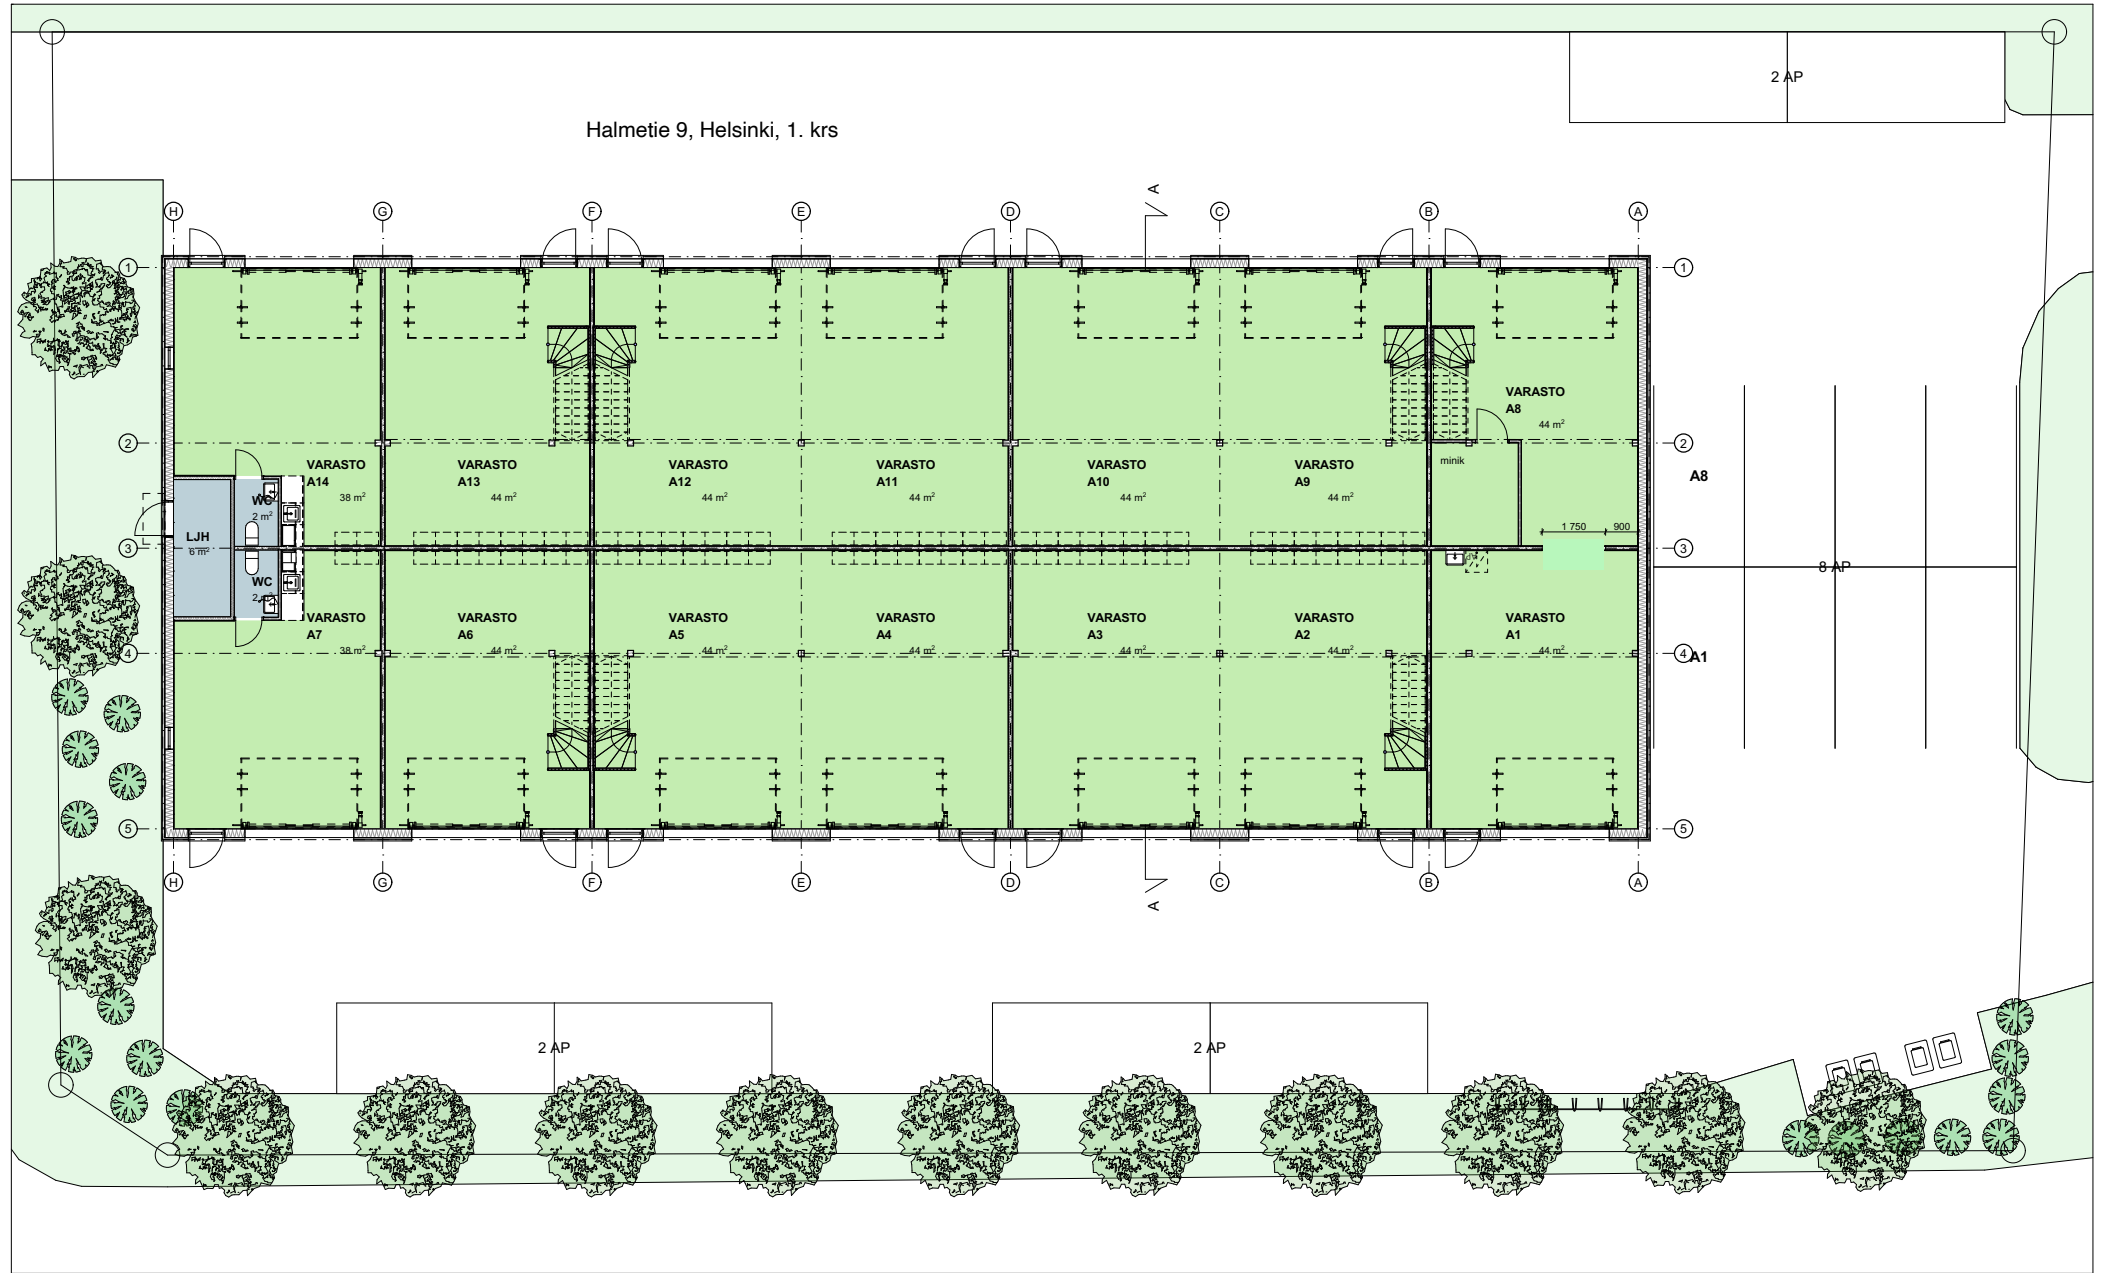 2 AP
Halmetie 9, Helsinki, 1. krs
A
H
G
F
E
D
C
B
A
1
1
VARASTO
A8
44 m²
2
2
minik
VARASTO
A14
38 m²
VARASTO
A13
44 m²
VARASTO
A12
44 m²
VARASTO
A11
44 m²
VARASTO
A10
44 m²
VARASTO
A9
44 m²
A8
WC
2 m²
LJH
6 m²
1 750
900
3
3
8 AP
WC
2 m²
VARASTO
A7
38 m²
VARASTO
A6
44 m²
VARASTO
A5
44 m²
VARASTO
A4
44 m²
VARASTO
A3
44 m²
VARASTO
A2
44 m²
VARASTO
A1
44 m²
4
4
A1
5
5
H
G
F
E
D
C
B
A
A
2 AP
2 AP